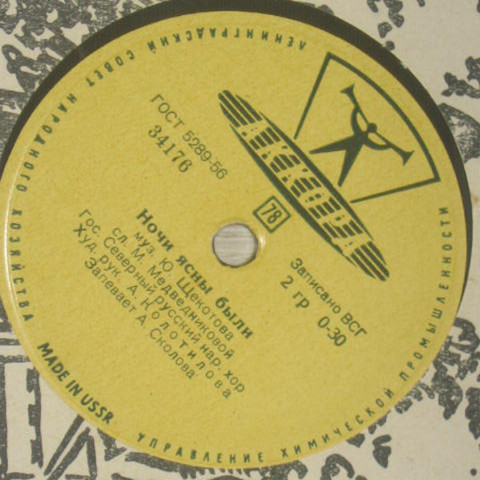 ЛЕНИНГРАДСКИЙ СОВЕТ НАРОДНОГО ХОЗЯЙСТВА
УПРАВЛЕНИЕ ХИМИЧЕСКОЙ ПРОМЫШЛЕННОСТИ
АККОРД
ГОСТ 5289-56
34176
78
Записано ВСГ
2 гр 0-30
Ночи ясны были
муз. Ю. Щекотова
сл. М. Медведниковой
Гос. Северный русский нар. хор
Худ. рук. А. Колотилова
Запевает А. Сколова
MADE IN USSR